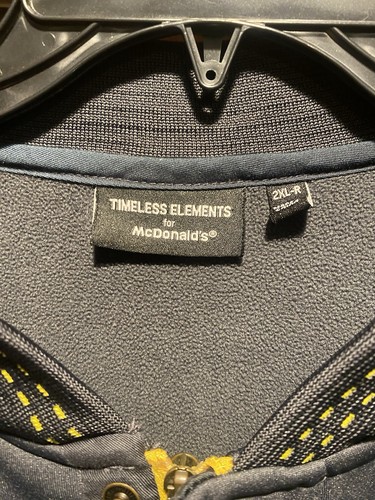 TIMELESS ELEMENTS
for
McDonald's®
2XL-R